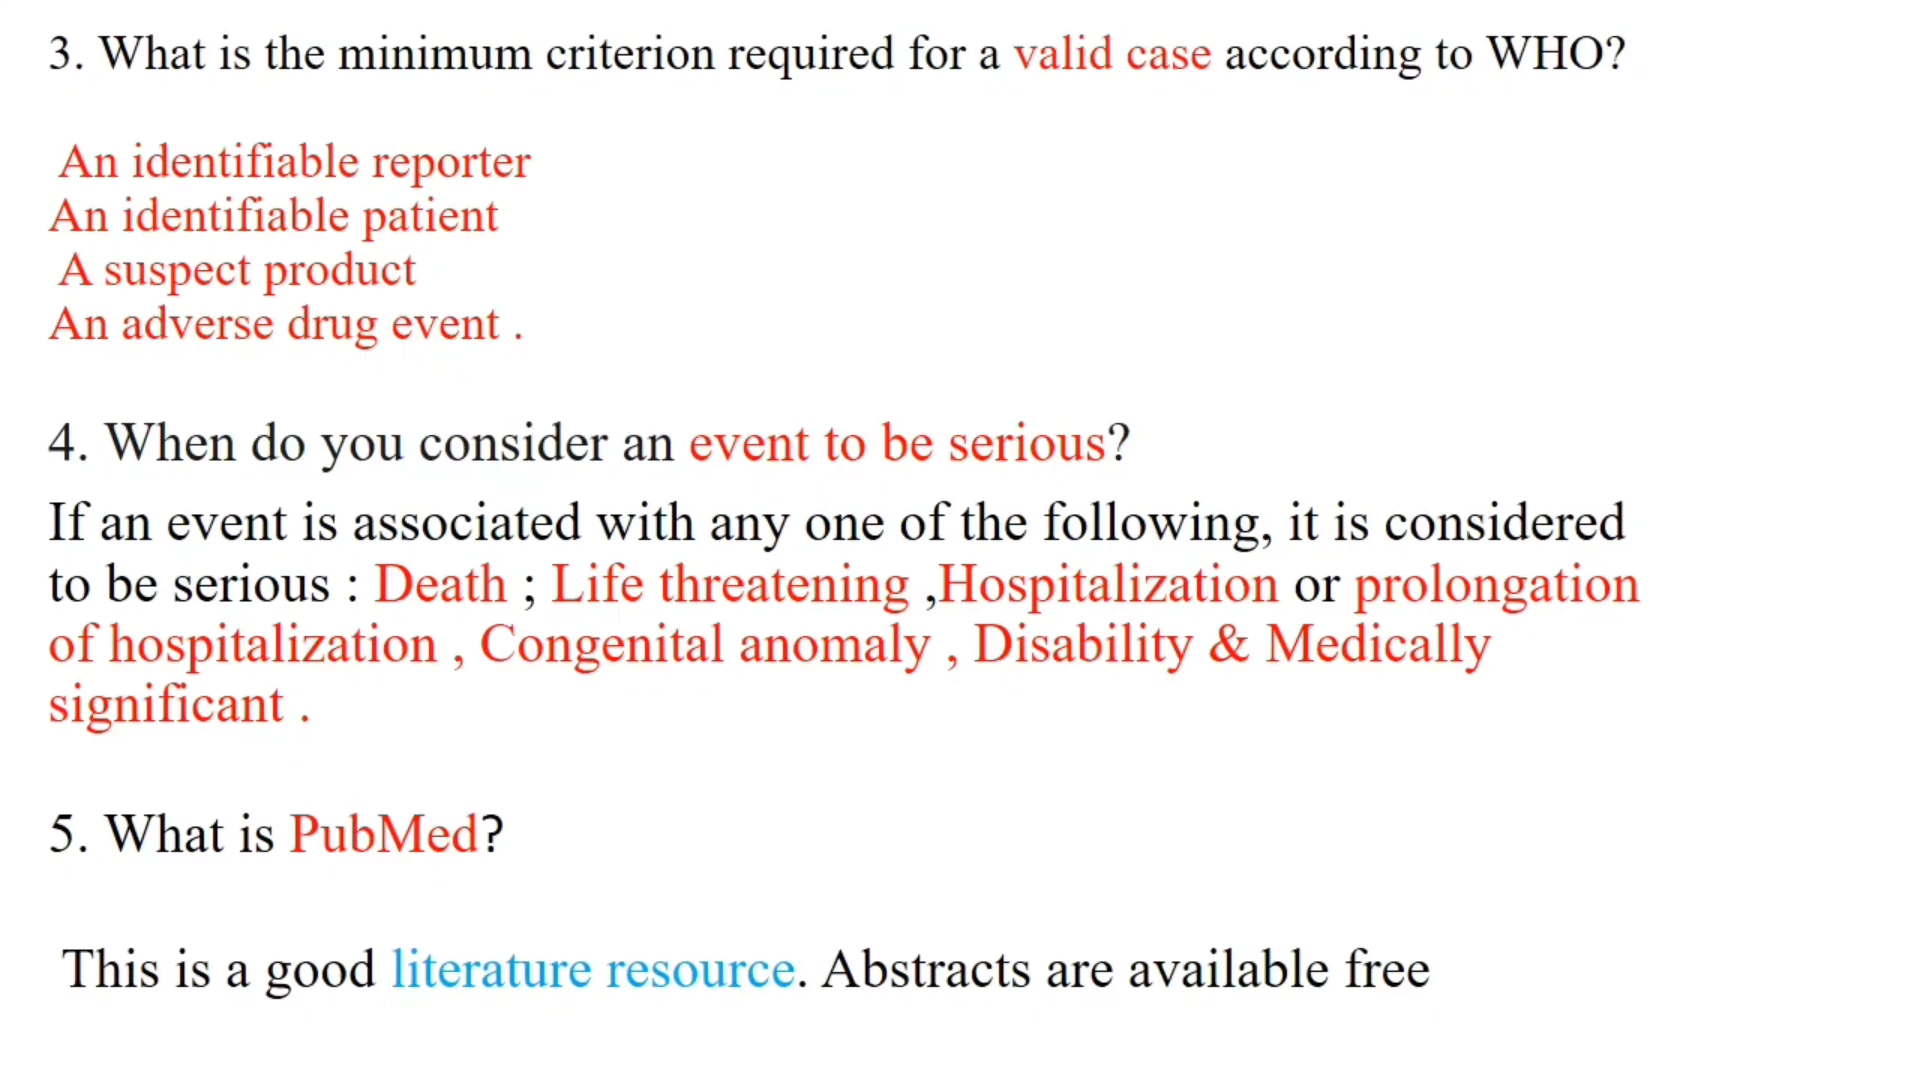 3. What is the minimum criterion required for a valid case according to WHO?
An identifiable reporter
An identifiable patient
A suspect product
An adverse drug event .
4. When do you consider an event to be serious?
If an event is associated with any one of the following, it is considered
to be serious : Death ; Life threatening ,Hospitalization or prolongation
of hospitalization , Congenital anomaly , Disability & Medically
significant .
5. What is PubMed?
This is a good literature resource. Abstracts are available free